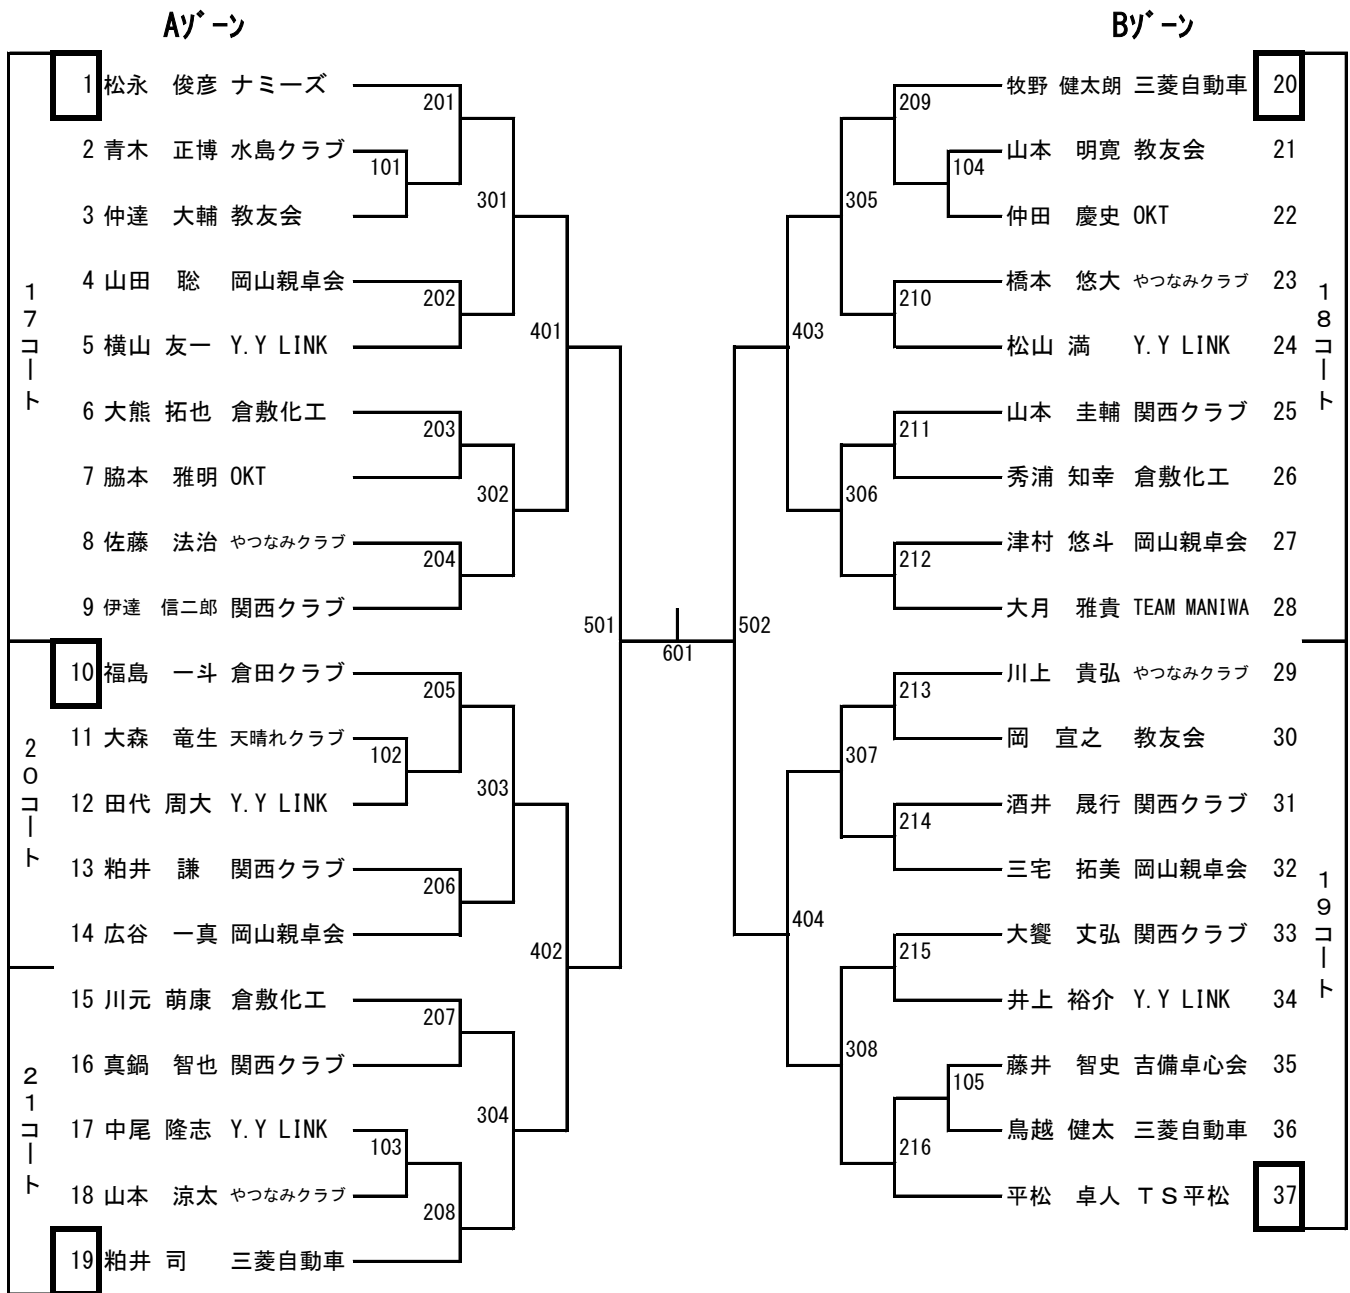 Aｿﾞｰﾝ
Bｿﾞｰﾝ
17コート
1 松永 俊彦 ナミーズ
2 青木 正博 水島クラブ
3 仲達 大輔 教友会
4 山田 聡 岡山親卓会
5 横山 友一 Y.Y LINK
6 大熊 拓也 倉敷化工
7 脇本 雅明 OKT
8 佐藤 法治 やつなみクラブ
9 伊達 信二郎 関西クラブ
20コート
10 福島 一斗 倉田クラブ
11 大森 竜生 天晴れクラブ
12 田代 周大 Y.Y LINK
13 粕井 謙 関西クラブ
14 広谷 一真 岡山親卓会
21コート
15 川元 萌康 倉敷化工
16 真鍋 智也 関西クラブ
17 中尾 隆志 Y.Y LINK
18 山本 涼太 やつなみクラブ
19 粕井 司 三菱自動車
101
102
103
201
202
203
204
205
206
207
208
301
302
303
304
401
402
501
601
502
403
404
305
306
307
308
209
210
211
212
213
214
215
216
104
105
牧野 健太朗 三菱自動車 20
山本 明寛 教友会 21
仲田 慶史 OKT 22
橋本 悠大 やつなみクラブ 23
松山 満 Y.Y LINK 24
山本 圭輔 関西クラブ 25
秀浦 知幸 倉敷化工 26
津村 悠斗 岡山親卓会 27
大月 雅貴 TEAM MANIWA 28
18コート
川上 貴弘 やつなみクラブ 29
岡 宣之 教友会 30
酒井 晟行 関西クラブ 31
三宅 拓美 岡山親卓会 32
大饗 丈弘 関西クラブ 33
井上 裕介 Y.Y LINK 34
藤井 智史 吉備卓心会 35
鳥越 健太 三菱自動車 36
平松 卓人 ＴＳ平松 37
19コート